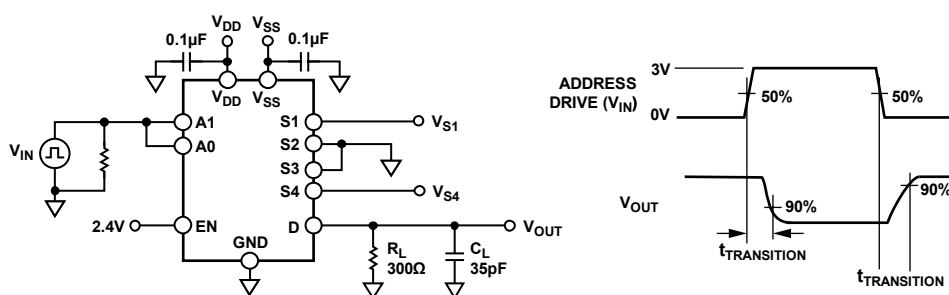 VDD VSS
0.1µF 0.1µF
VDD VSS
A1 S1 VS1
A0 S2
VIN S3
S4 VS4
2.4V EN D VOUT
GND
RL
300Ω
CL
35pF
ADDRESS
DRIVE (VIN)
3V
0V
50% 50%
VOUT
90% 90%
tTRANSITION
tTRANSITION